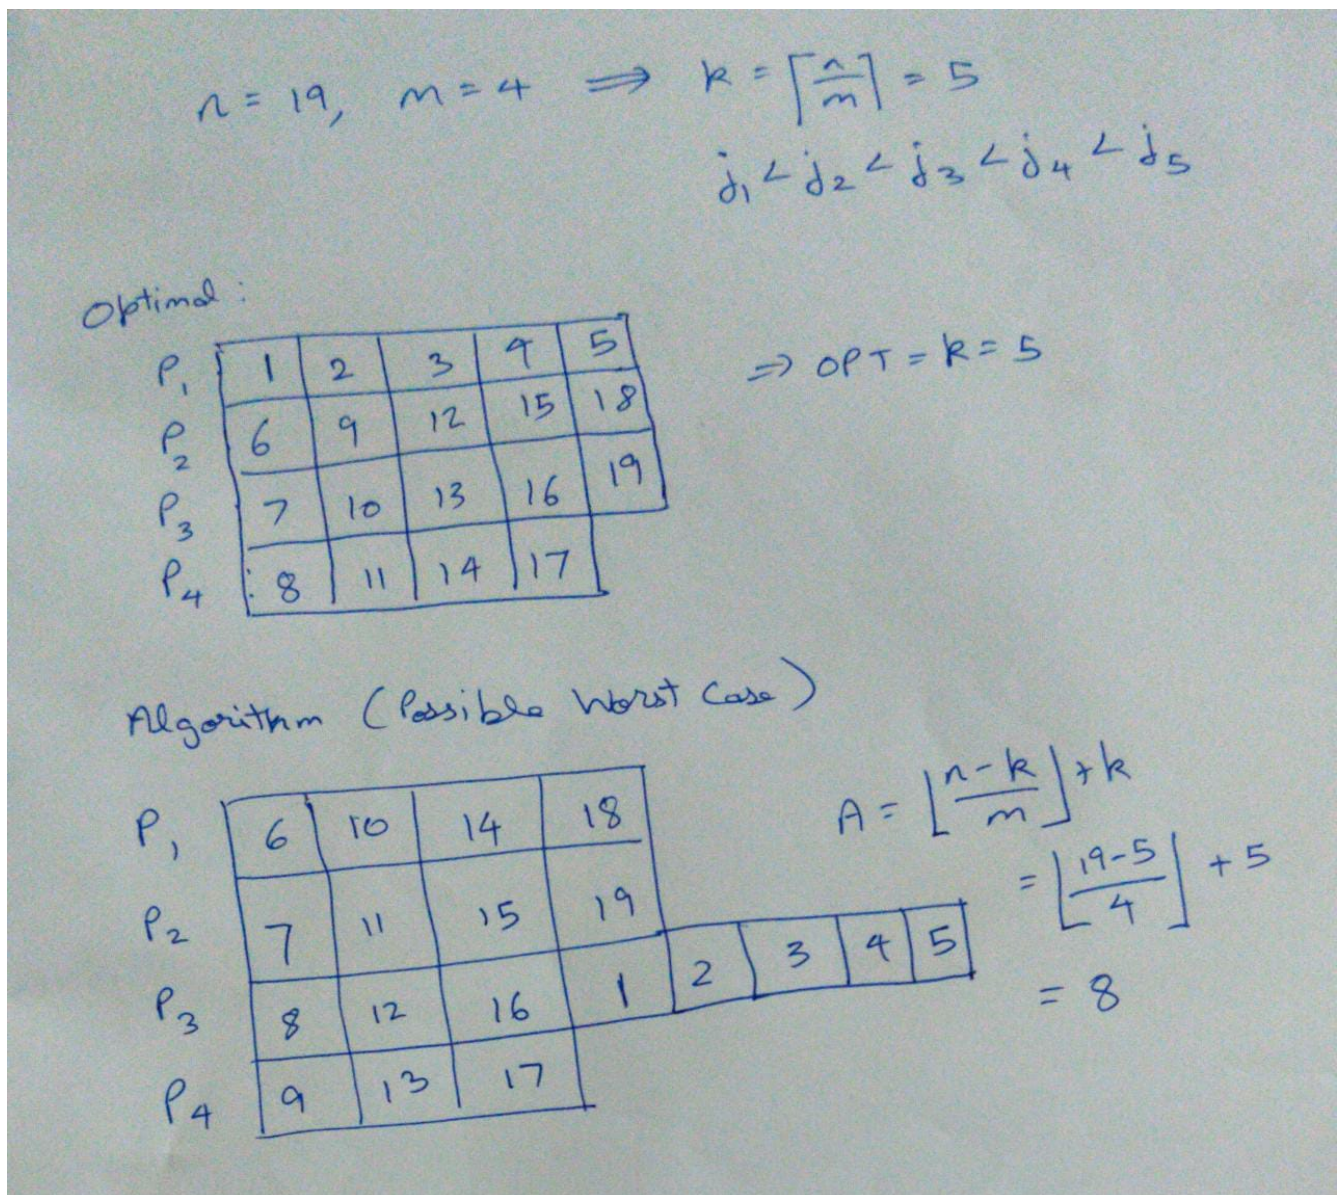 n = 19, m = 4 ⟹ k = ⌈n/m⌉ = 5
j₁ < j₂ < j₃ < j₄ < j₅
Optimal :
P₁ 1 2 3 4 5 ⇒ OPT = k = 5
P₂ 6 9 12 15 18
P₃ 7 10 13 16 19
P₄ 8 11 14 17
Algorithm (Possible Worst Case)
P₁ 6 10 14 18
A = ⌊n-k/m⌋ + k
P₂ 7 11 15 19
= ⌊19-5/4⌋ + 5
P₃ 8 12 16 1 2 3 4 5
= 8
P₄ 9 13 17